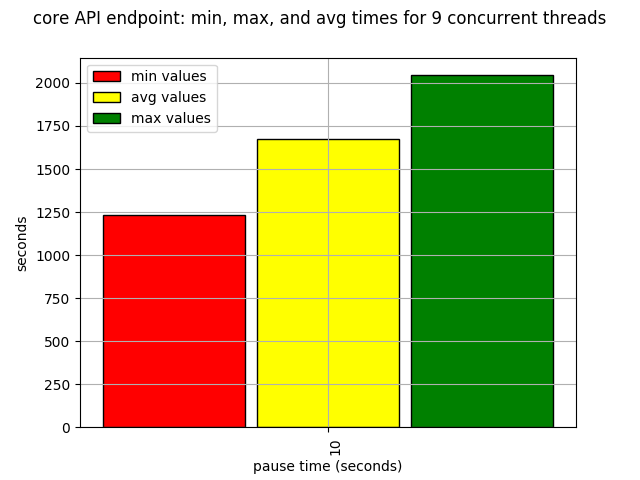 core API endpoint: min, max, and avg times for 9 concurrent threads
min values
avg values
max values
2000
1750
1500
1250
1000
750
500
250
0
seconds
10
pause time (seconds)